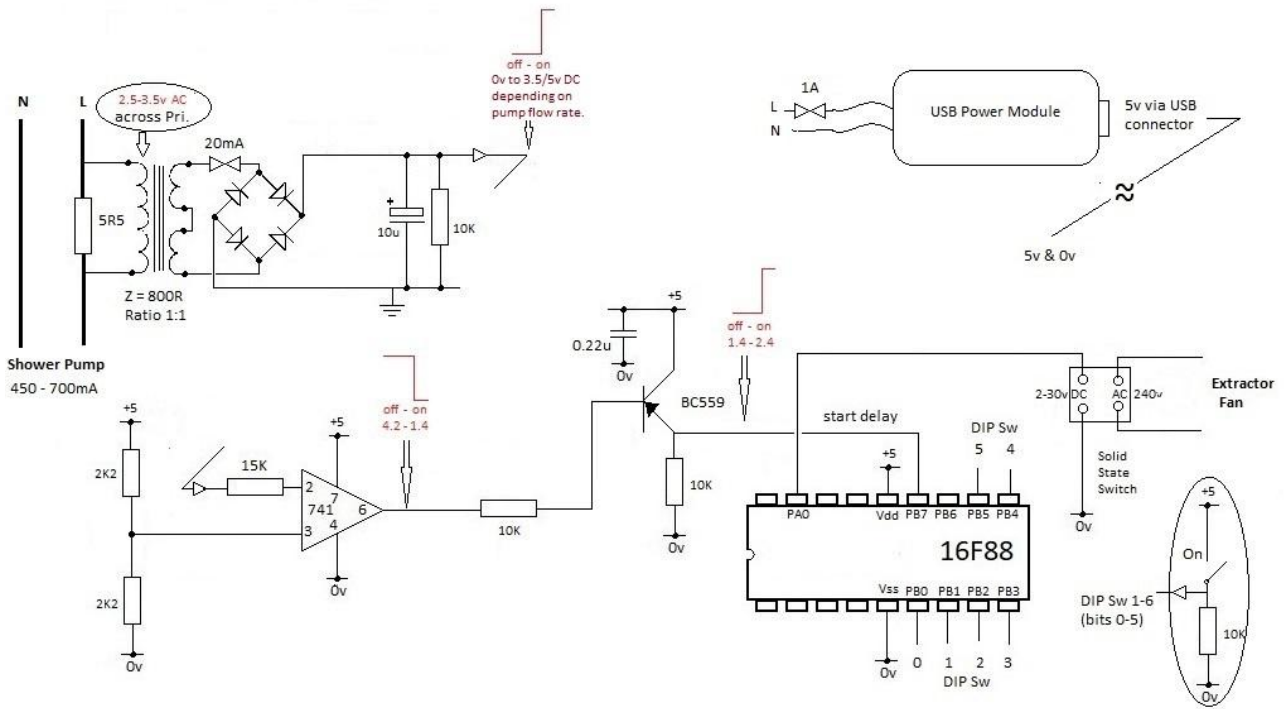 off - on
0v to 3.5/5v DC
depending on
pump flow rate.
N
L
2.5-3.5v AC
across Pri.
20mA
5R5
10u
10K
Z = 800R
Ratio 1:1
Shower Pump
450 - 700mA
1A
L
N
USB Power Module
5v via USB
connector
≈
5v & 0v
+5
0.22u
0v
BC559
off - on
1.4 - 2.4
start delay
10K
0v
off - on
4.2 - 1.4
+5
2K2
2K2
0v
15K
+5
2
7
741
6
4
3
0v
10K
2-30v DC
AC
240v
Extractor
Fan
Solid
State
Switch
0v
DIP Sw
5 4
+5
PA0
Vdd
PB7
PB6
PB5
PB4
16F88
Vss
PB0
PB1
PB2
PB3
0v
0 1 2 3
DIP Sw
+5
On
DIP Sw 1-6
(bits 0-5)
10K
0v